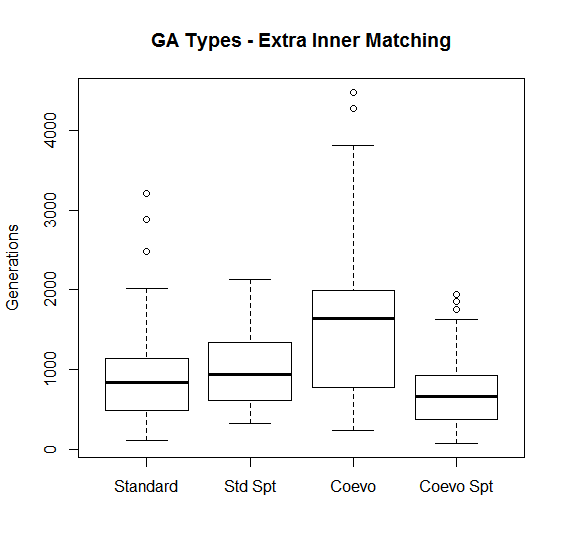 GA Types - Extra Inner Matching
Generations
4000
3000
2000
1000
0
Standard Std Spt Coevo Coevo Spt